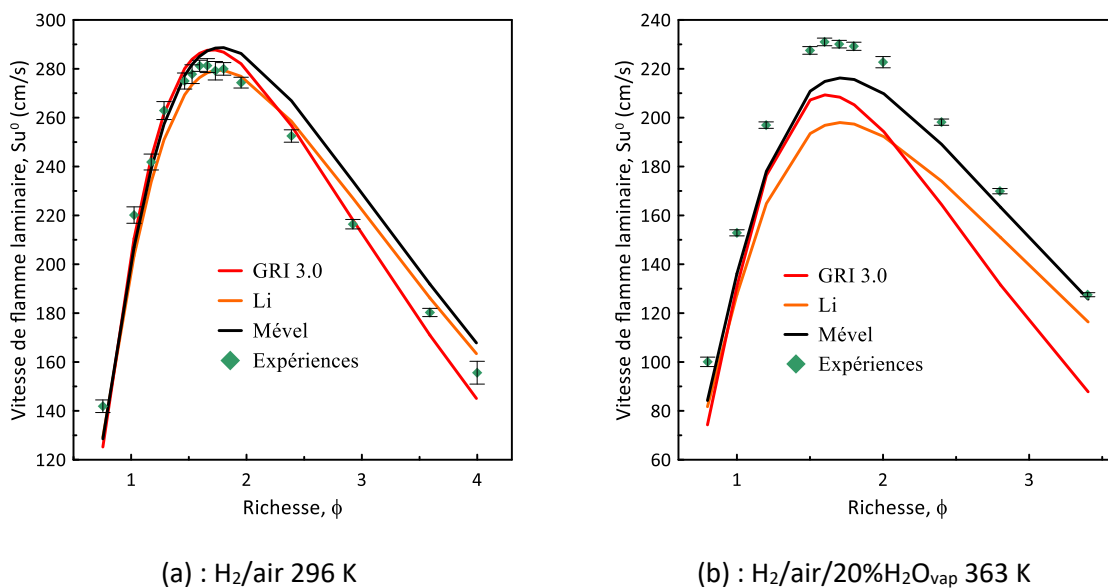 Vitesse de flamme laminaire, Su⁰ (cm/s)
300
280
260
240
220
200
180
160
140
120
1
2
3
4
Richesse, ϕ
GRI 3.0
Li
Mével
Expériences
(a) : H₂/air 296 K
Vitesse de flamme laminaire, Su⁰ (cm/s)
240
220
200
180
160
140
120
100
80
60
1
2
3
Richesse, ϕ
GRI 3.0
Li
Mével
Expériences
(b) : H₂/air/20%H₂Oᵥₐₚ 363 K